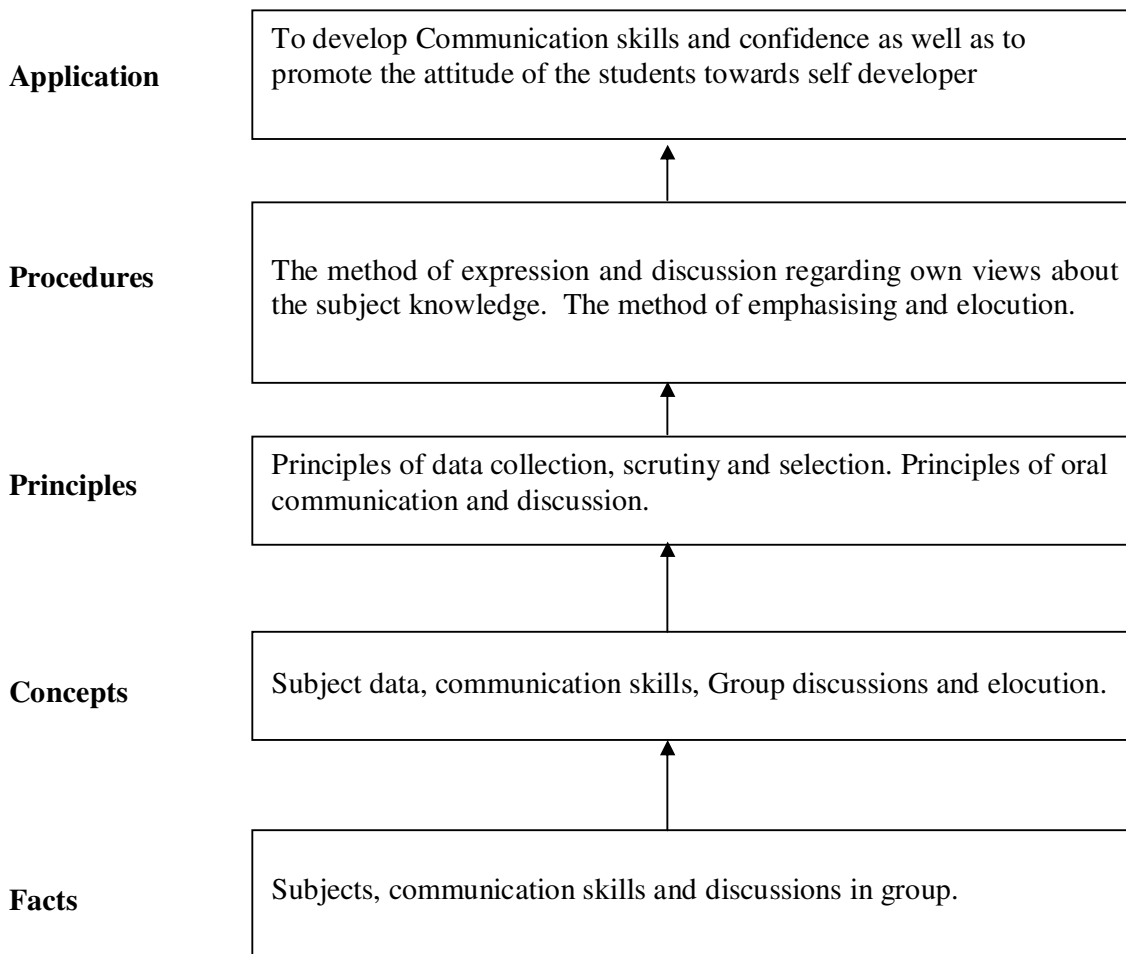 Application
To develop Communication skills and confidence as well as to
promote the attitude of the students towards self developer
Procedures
The method of expression and discussion regarding own views about
the subject knowledge.  The method of emphasising and elocution.
Principles
Principles of data collection, scrutiny and selection. Principles of oral
communication and discussion.
Concepts
Subject data, communication skills, Group discussions and elocution.
Facts
Subjects, communication skills and discussions in group.